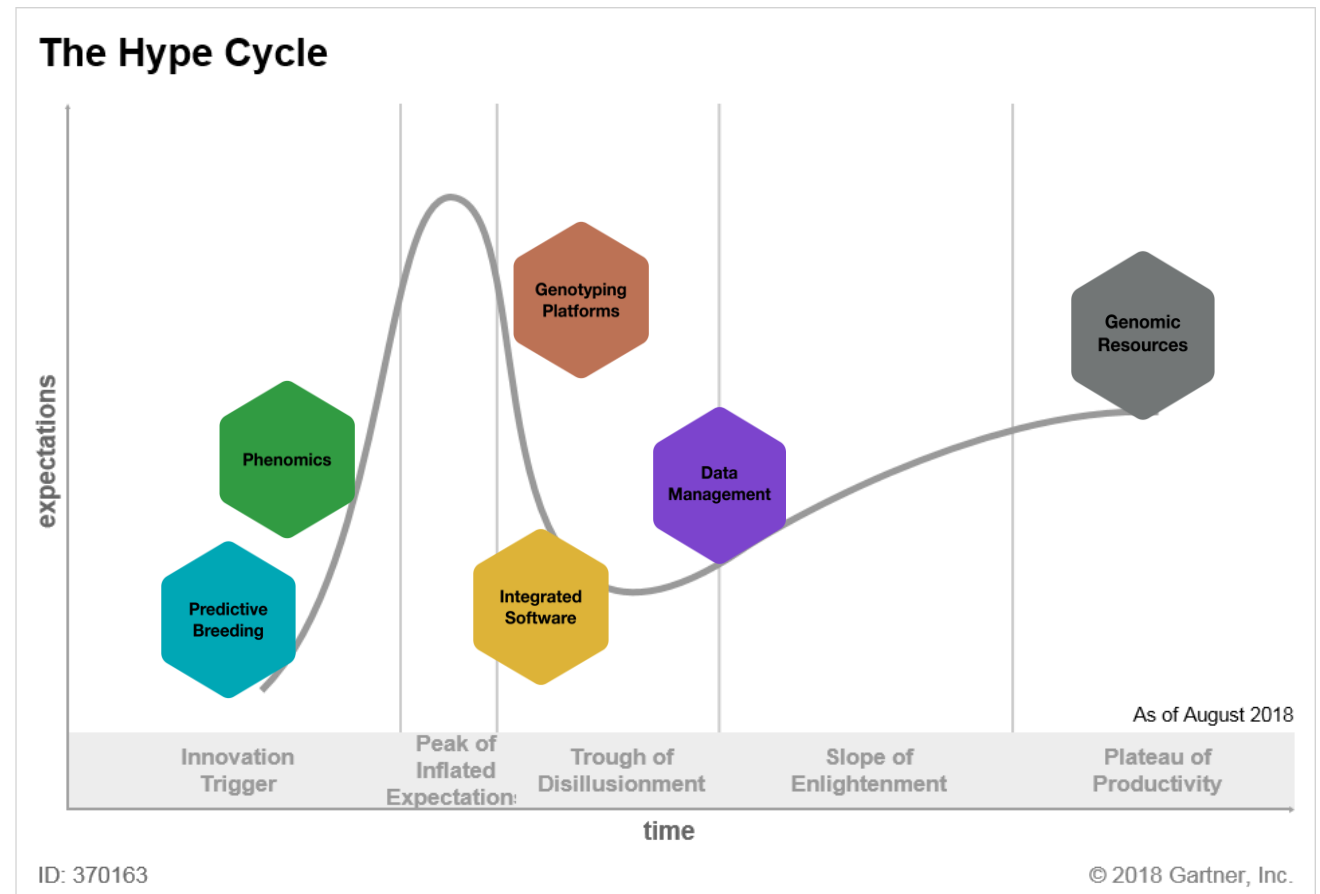 The Hype Cycle
expectations
Genotyping
Platforms
Genomic
Resources
Phenomics
Data
Management
Predictive
Breeding
Integrated
Software
As of August 2018
Innovation
Trigger
Peak of
Inflated
Expectations
Trough of
Disillusionment
Slope of
Enlightenment
Plateau of
Productivity
time
ID: 370163
© 2018 Gartner, Inc.